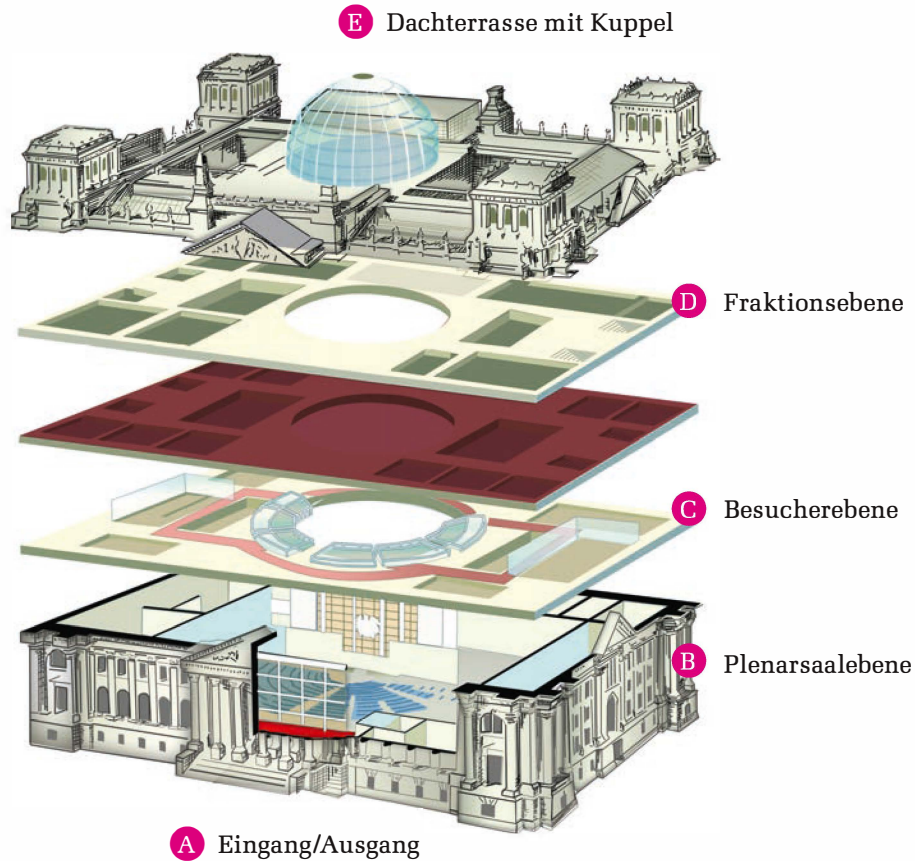 E Dachterrasse mit Kuppel
D Fraktionsebene
C Besucherebene
B Plenarsaalebene
A Eingang/Ausgang